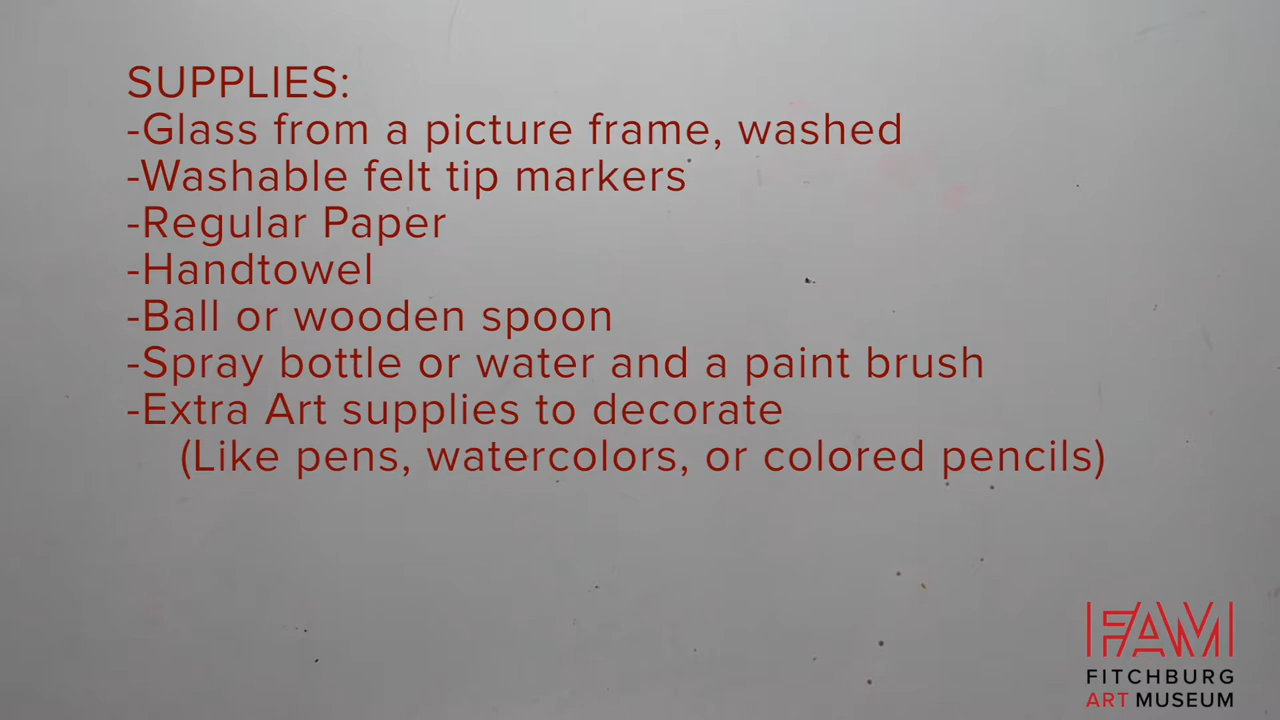 SUPPLIES:
-Glass from a picture frame, washed
-Washable felt tip markers
-Regular Paper
-Handtowel
-Ball or wooden spoon
-Spray bottle or water and a paint brush
-Extra Art supplies to decorate
(Like pens, watercolors, or colored pencils)
FAM
FITCHBURG
ART MUSEUM